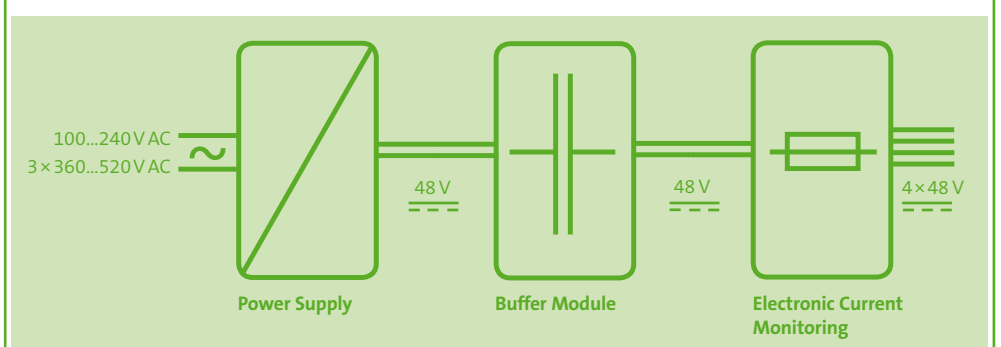 100...240 V AC
3 × 360...520 V AC
48 V
48 V
4 × 48 V
Power Supply
Buffer Module
Electronic Current
Monitoring